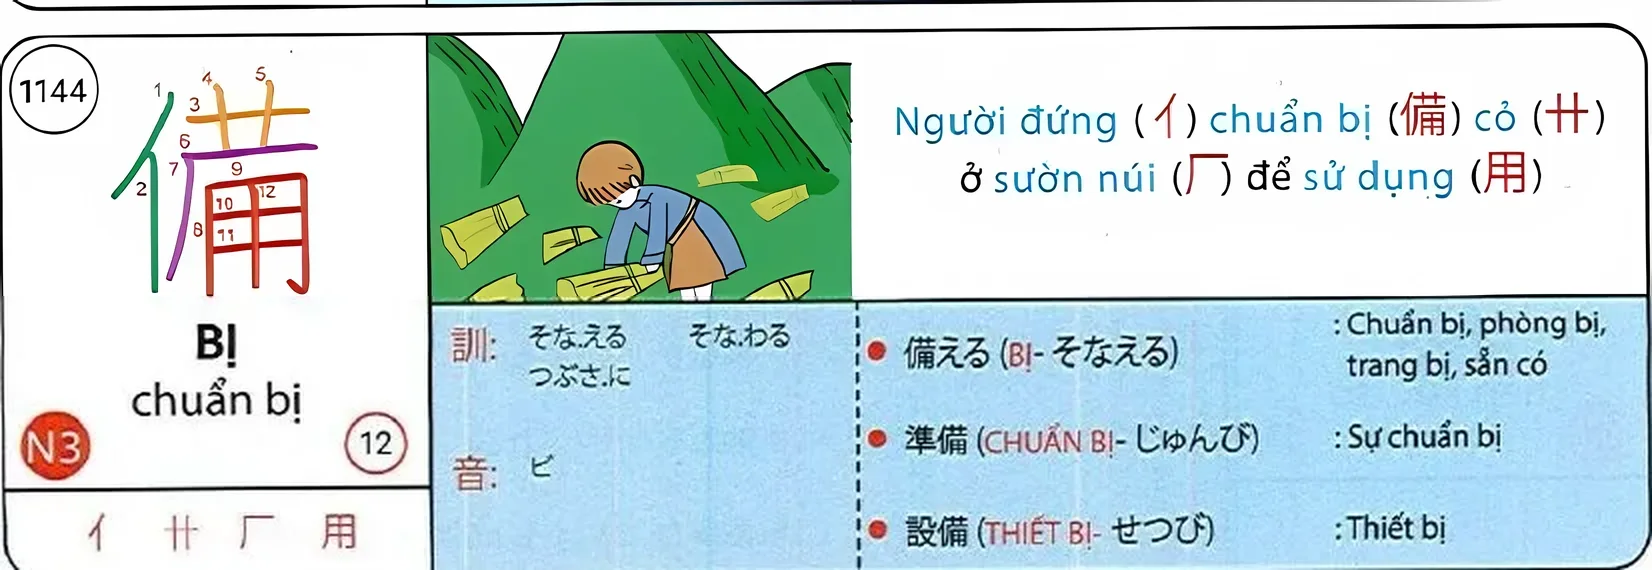 1144
1
2
3
4
5
6
7
8
9
10
11
12
備
BỊ
chuẩn bị
N3
12
亻 卄 厂 用
Người đứng (亻) chuẩn bị (備) cỏ (卄)
ở sườn núi (厂) để sử dụng (用)
訓: そな.える そな.わる
つぶさ.に
音: ビ
備える (BỊ- そなえる) : Chuẩn bị, phòng bị,
trang bị, sẵn có
準備 (CHUẨN BỊ- じゅんび) : Sự chuẩn bị
設備 (THIẾT BỊ- せつび) : Thiết bị